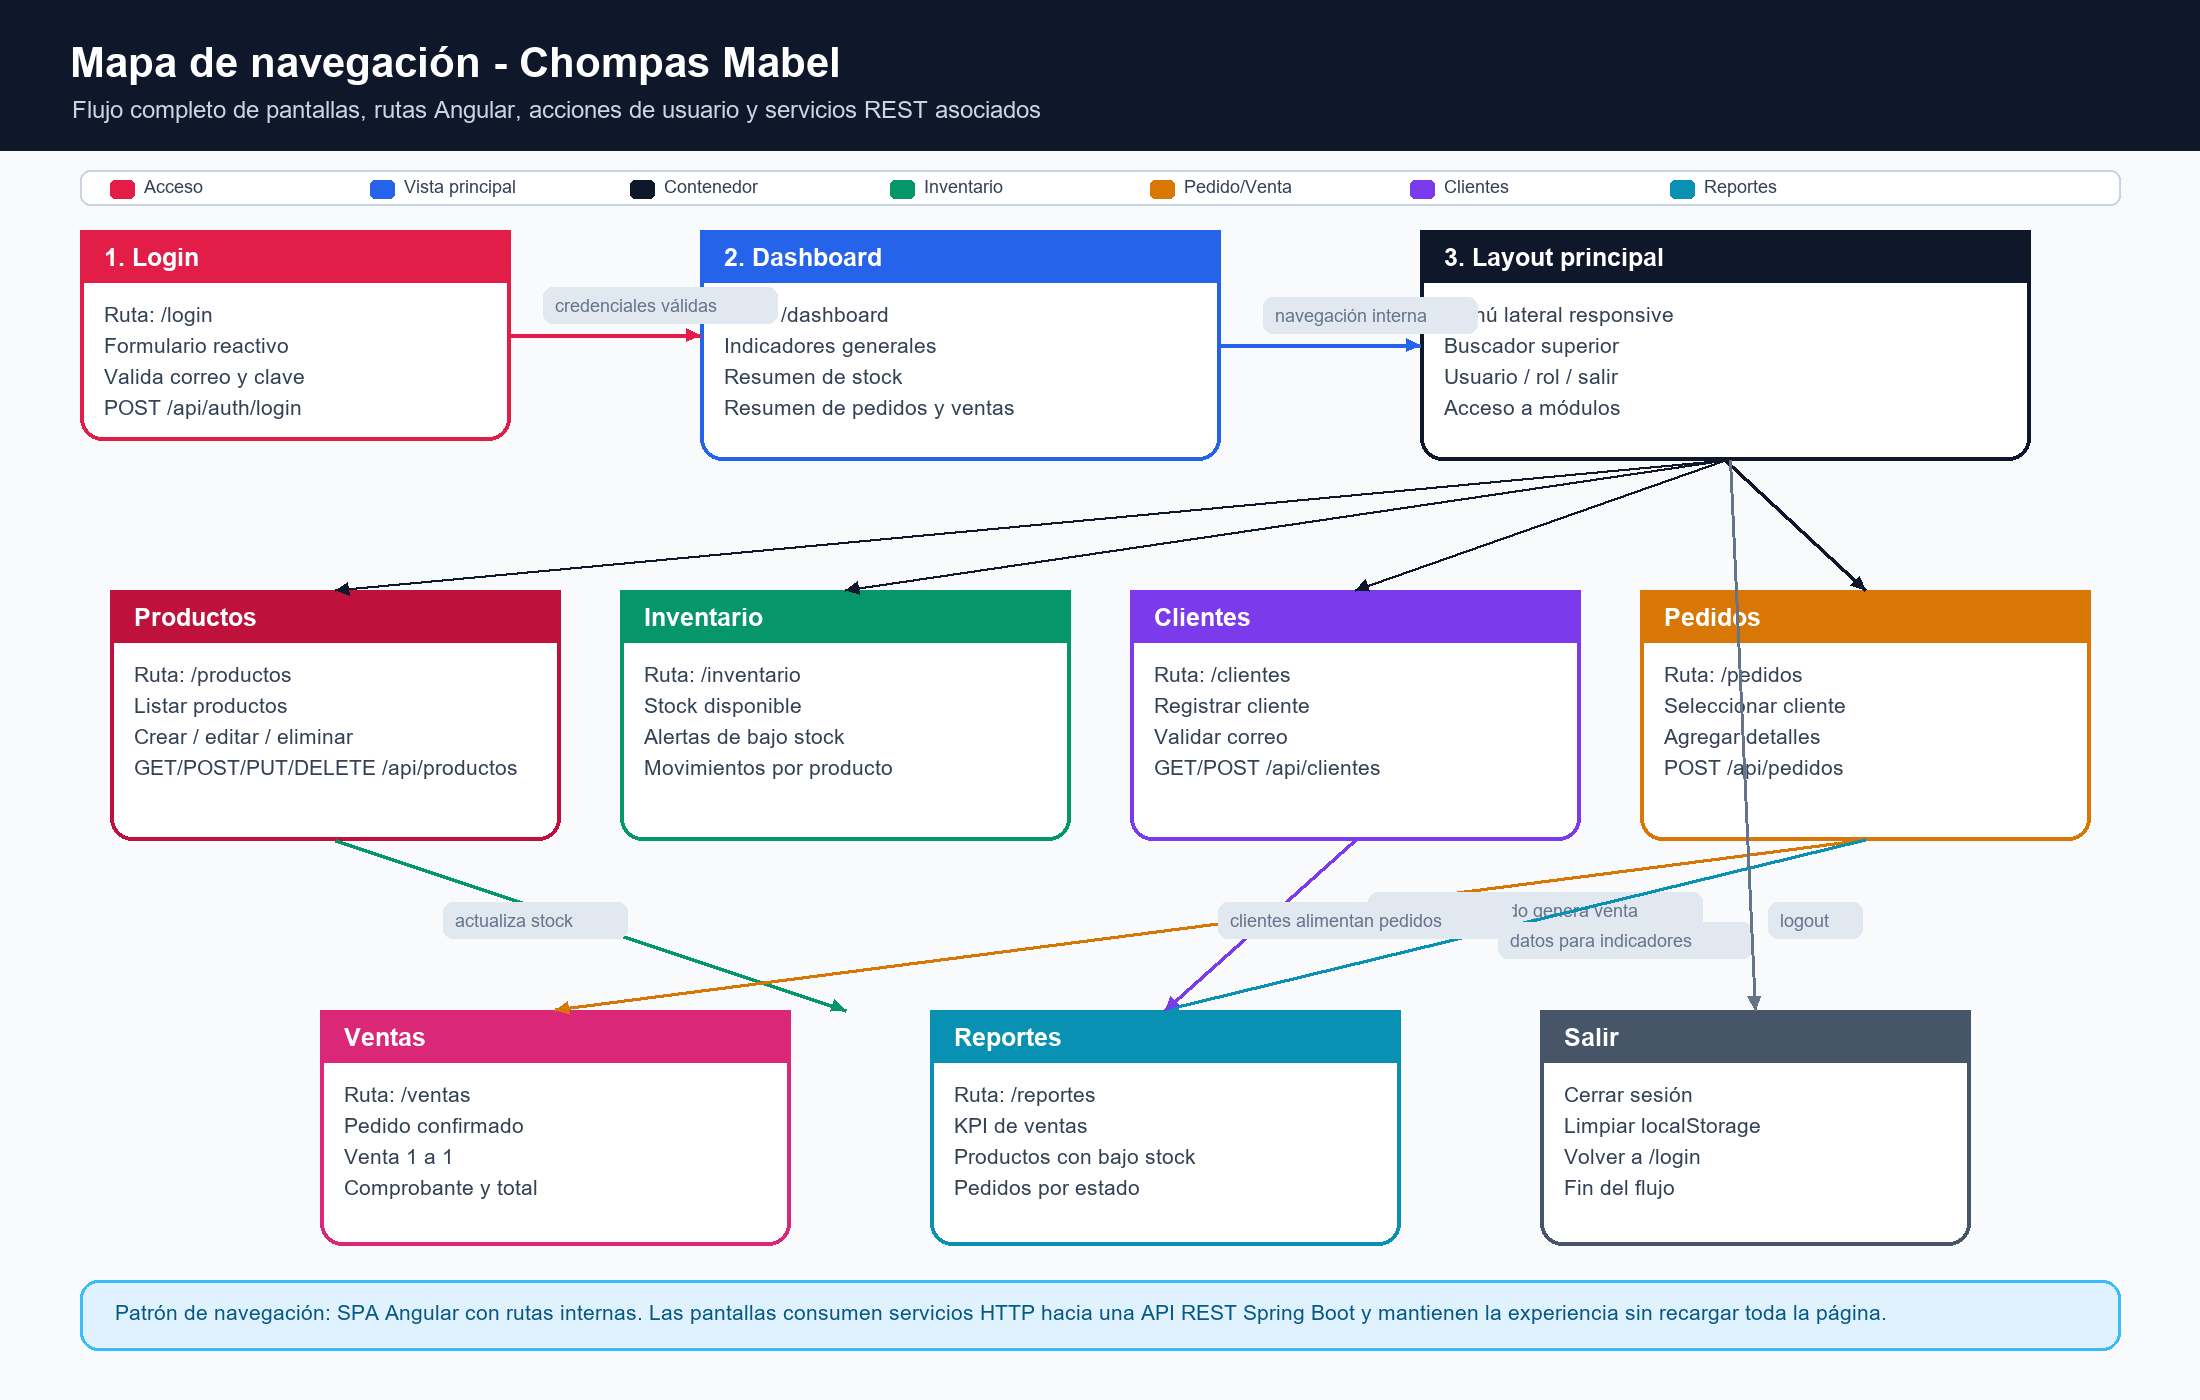 Mapa de navegación - Chompas Mabel
Flujo completo de pantallas, rutas Angular, acciones de usuario y servicios REST asociados
Acceso
Vista principal
Contenedor
Inventario
Pedido/Venta
Clientes
Reportes
1. Login
Ruta: /login
Formulario reactivo
Valida correo y clave
POST /api/auth/login
credenciales válidas
2. Dashboard
/dashboard
Indicadores generales
Resumen de stock
Resumen de pedidos y ventas
navegación interna
3. Layout principal
lateral responsive
Buscador superior
Usuario / rol / salir
Acceso a módulos
Productos
Ruta: /productos
Listar productos
Crear / editar / eliminar
GET/POST/PUT/DELETE /api/productos
Inventario
Ruta: /inventario
Stock disponible
Alertas de bajo stock
Movimientos por producto
Clientes
Ruta: /clientes
Registrar cliente
Validar correo
GET/POST /api/clientes
Pedidos
Ruta: /pedidos
Seleccionar cliente
Agregar detalles
POST /api/pedidos
actualiza stock
clientes alimentan pedidos
genera venta
datos para indicadores
logout
Ventas
Ruta: /ventas
Pedido confirmado
Venta 1 a 1
Comprobante y total
Reportes
Ruta: /reportes
KPI de ventas
Productos con bajo stock
Pedidos por estado
Salir
Cerrar sesión
Limpiar localStorage
Volver a /login
Fin del flujo
Patrón de navegación: SPA Angular con rutas internas. Las pantallas consumen servicios HTTP hacia una API REST Spring Boot y mantienen la experiencia sin recargar toda la página.